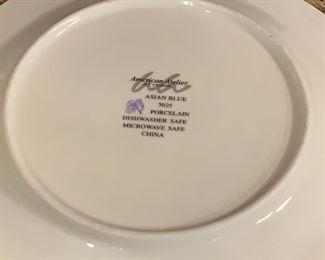 American Atelier
ASIAN BLUE
5025
PORCELAIN
DISHWASHER SAFE
MICROWAVE SAFE
CHINA